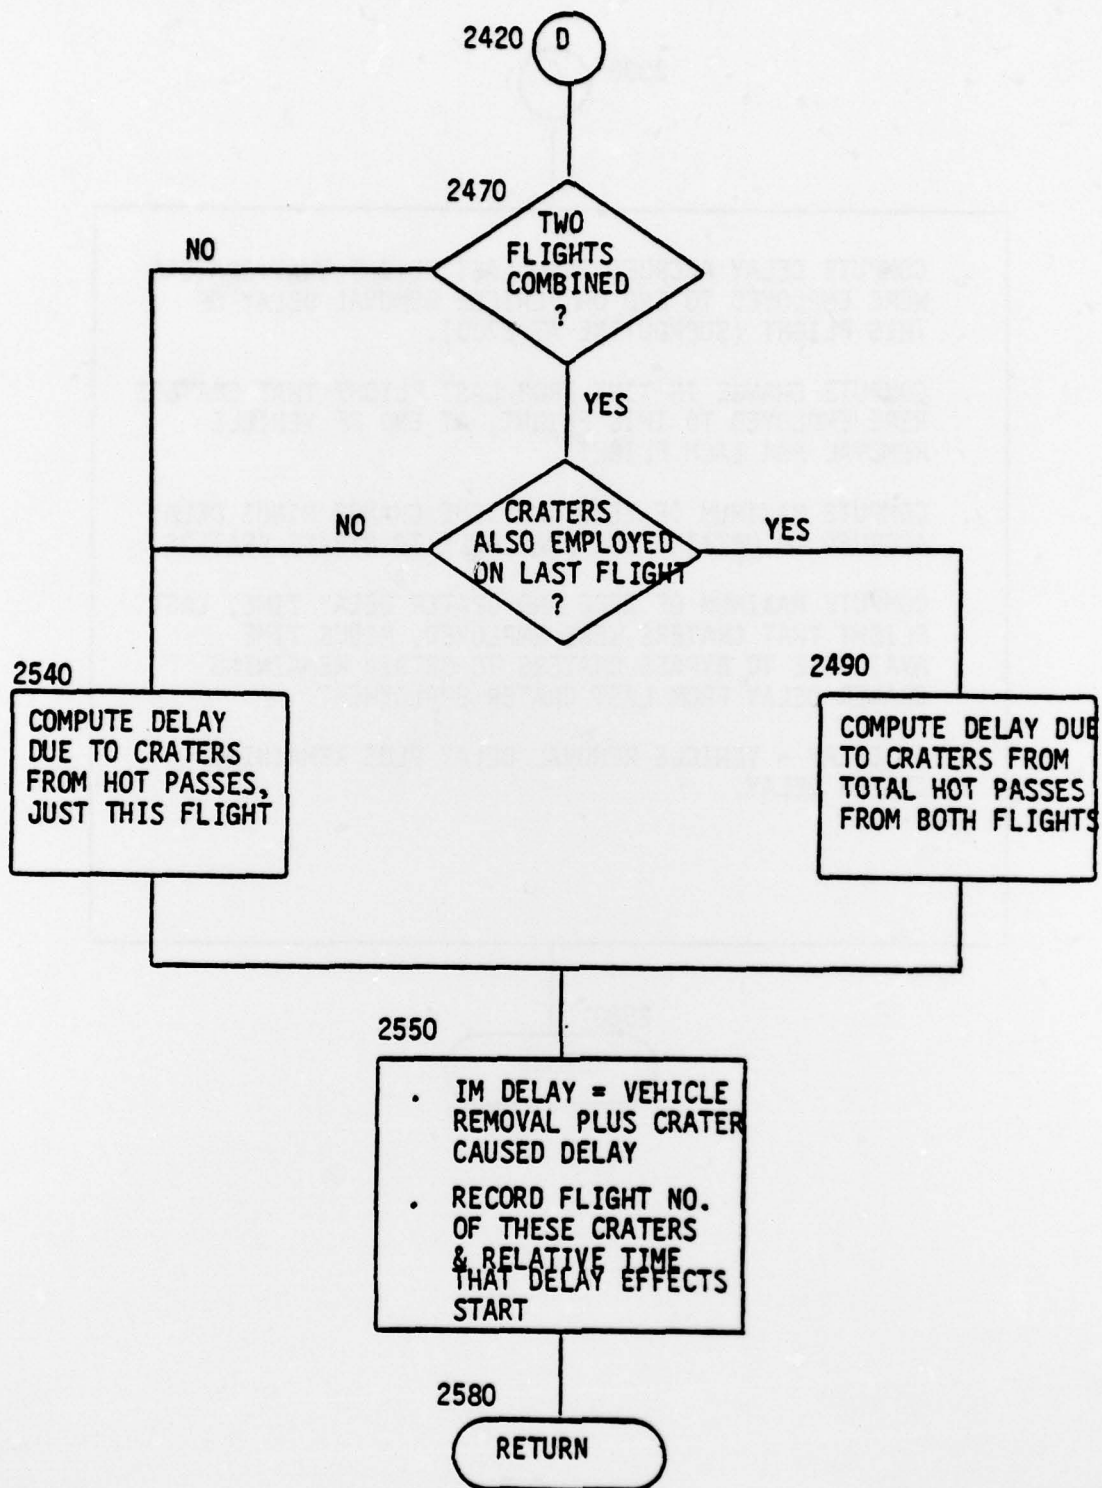 2420 D
2470
TWO
FLIGHTS
COMBINED
?
NO
YES
CRATERS
ALSO EMPLOYED
ON LAST FLIGHT
?
NO
YES
2540
COMPUTE DELAY
DUE TO CRATERS
FROM HOT PASSES,
JUST THIS FLIGHT
2490
COMPUTE DELAY DUE
TO CRATERS FROM
TOTAL HOT PASSES
FROM BOTH FLIGHTS
2550
. IM DELAY = VEHICLE
REMOVAL PLUS CRATER
CAUSED DELAY
. RECORD FLIGHT NO.
OF THESE CRATERS
& RELATIVE TIME
THAT DELAY EFFECTS
START
2580
RETURN